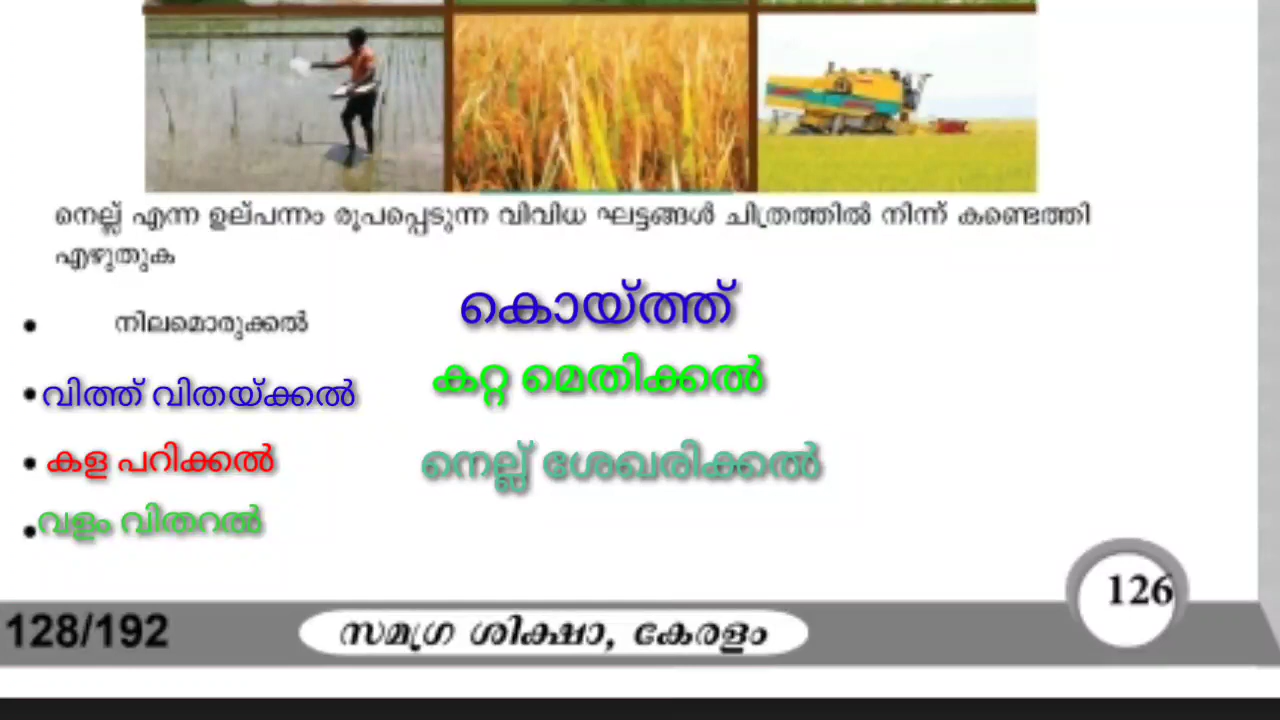 നെല്ല് എന്ന ഉല്പന്നം രൂപപ്പെടുന്ന വിവിധ ഘട്ടങ്ങൾ ചിത്രത്തിൽ നിന്ന് കണ്ടെത്തി
എഴുതുക
നിലമൊരുക്കൽ
വിത്ത് വിതയ്ക്കൽ
കള പറിക്കൽ
വളം വിതറൽ
കൊയ്ത്ത്
കറ്റ മെതിക്കൽ
നെല്ല് ശേഖരിക്കൽ
126
128/192
സമഗ്ര ശിക്ഷാ, കേരളം